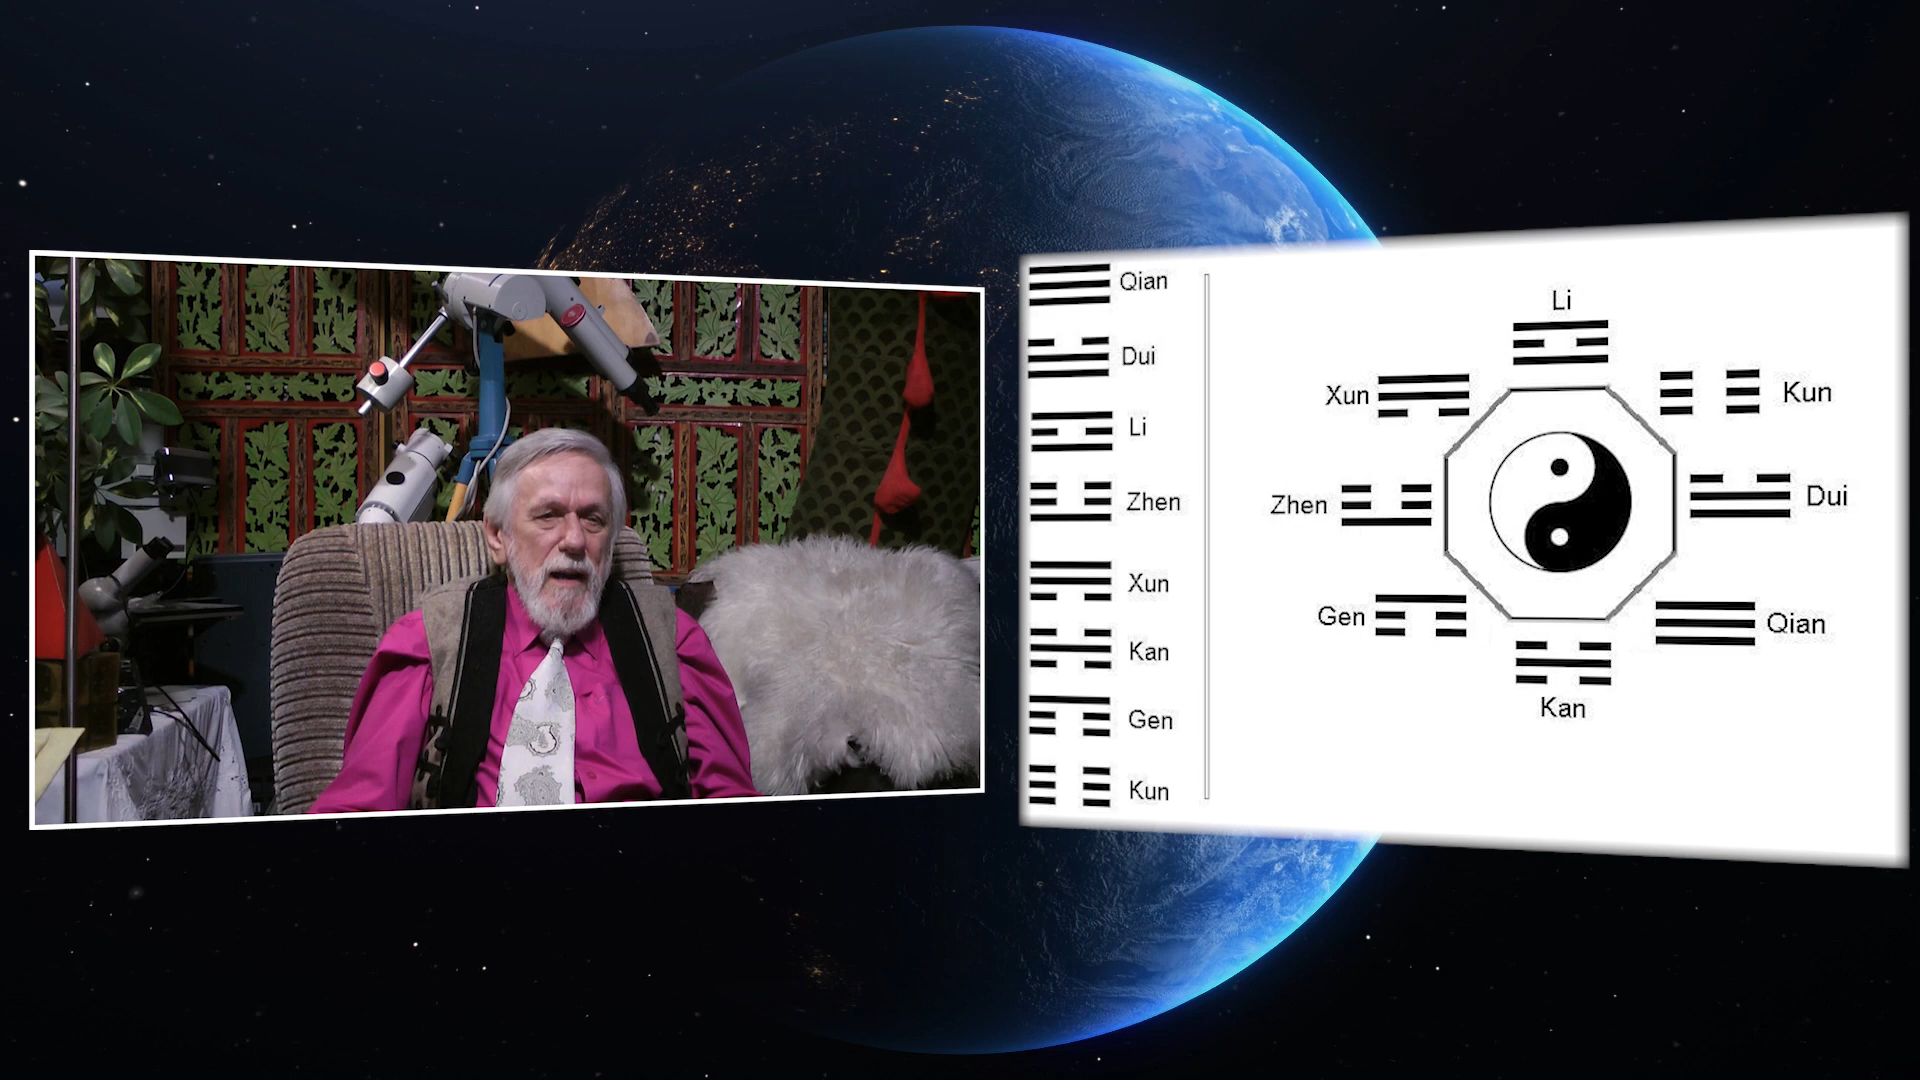 Qian
Dui
Li
Zhen
Xun
Kan
Gen
Kun
Li
Xun
Kun
Zhen
Dui
Gen
Qian
Kan